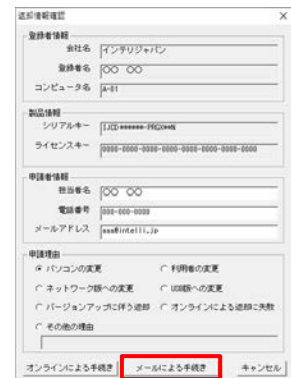 返却情報確認
登録者情報
会社名 インテリジャパン
登録者名 〇〇 〇〇
コンピュータ名 A-01
製品情報
シリアルキー IJCD******-PRGX**N
ライセンスキー 0000-0000-0000-0000-0000-0000-0000
申請者情報
担当者名 〇〇 〇〇
電話番号 000-000-0000
メールアドレス aaa@intelli.jp
申請理由
パソコンの変更 利用者の変更
ネットワーク版への変更 USB版への変更
バージョンアップに伴う返却 オンラインによる返却に失敗
その他の理由
オンラインによる手続き メールによる手続き キャンセル